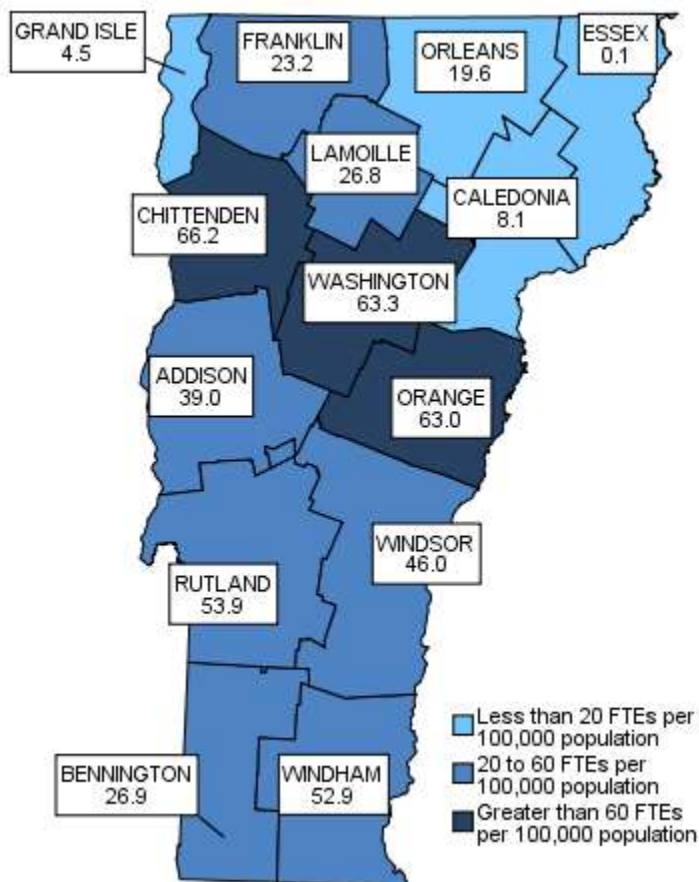 GRAND ISLE
4.5
FRANKLIN
23.2
ORLEANS
19.6
ESSEX
0.1
LAMOILLE
26.8
CALEDONIA
8.1
CHITTENDEN
66.2
WASHINGTON
63.3
ADDISON
39.0
ORANGE
63.0
WINDSOR
46.0
RUTLAND
53.9
BENNINGTON
26.9
WINDHAM
52.9
Less than 20 FTEs per
100,000 population
20 to 60 FTEs per
100,000 population
Greater than 60 FTEs
per 100,000 population